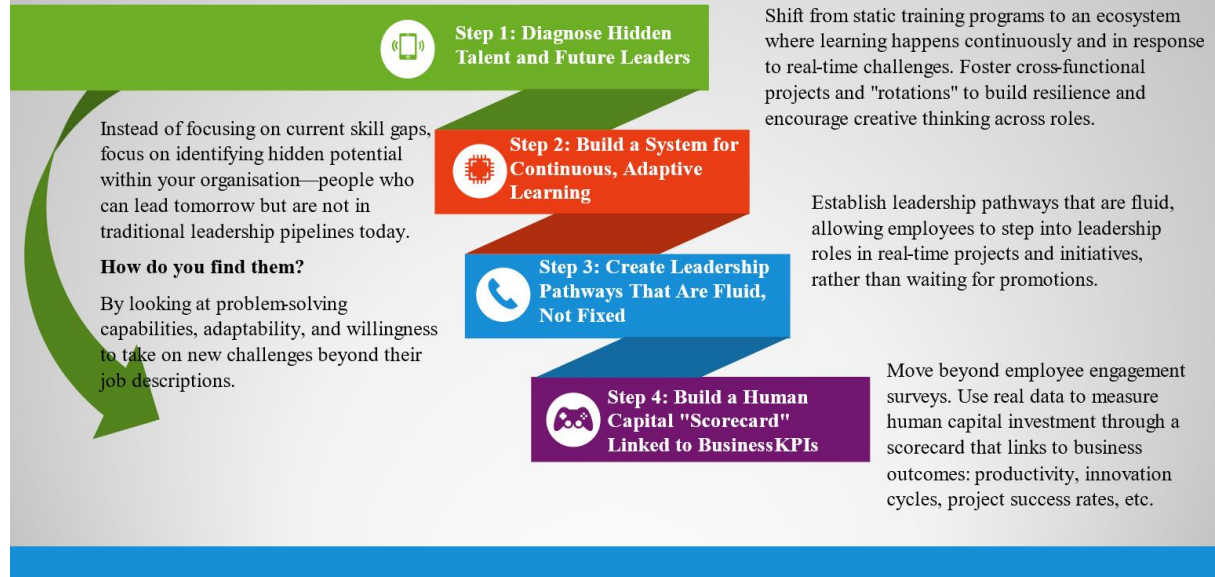 Step 1: Diagnose Hidden
Talent and Future Leaders
Instead of focusing on current skill gaps,
focus on identifying hidden potential
within your organisation—people who
can lead tomorrow but are not in
traditional leadership pipelines today.
How do you find them?
By looking at problem-solving
capabilities, adaptability, and willingness
to take on new challenges beyond their
job descriptions.
Step 2: Build a System for
Continuous, Adaptive
Learning
Shift from static training programs to an ecosystem
where learning happens continuously and in response
to real-time challenges. Foster cross-functional
projects and "rotations" to build resilience and
encourage creative thinking across roles.
Step 3: Create Leadership
Pathways That Are Fluid,
Not Fixed
Establish leadership pathways that are fluid,
allowing employees to step into leadership
roles in real-time projects and initiatives,
rather than waiting for promotions.
Step 4: Build a Human
Capital "Scorecard"
Linked to Business KPIs
Move beyond employee engagement
surveys. Use real data to measure
human capital investment through a
scorecard that links to business
outcomes: productivity, innovation
cycles, project success rates, etc.